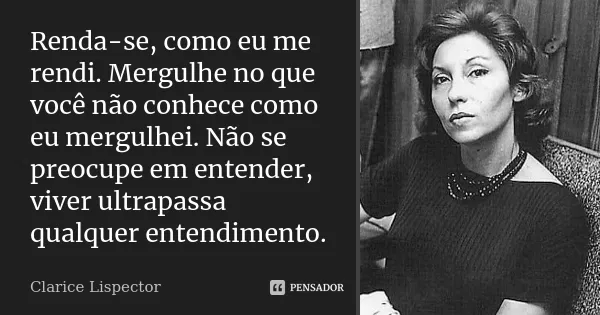 Renda-se, como eu me
rendi. Mergulhe no que
você não conhece como
eu mergulhei. Não se
preocupe em entender,
viver ultrapassa
qualquer entendimento.
Clarice Lispector
PENSADOR